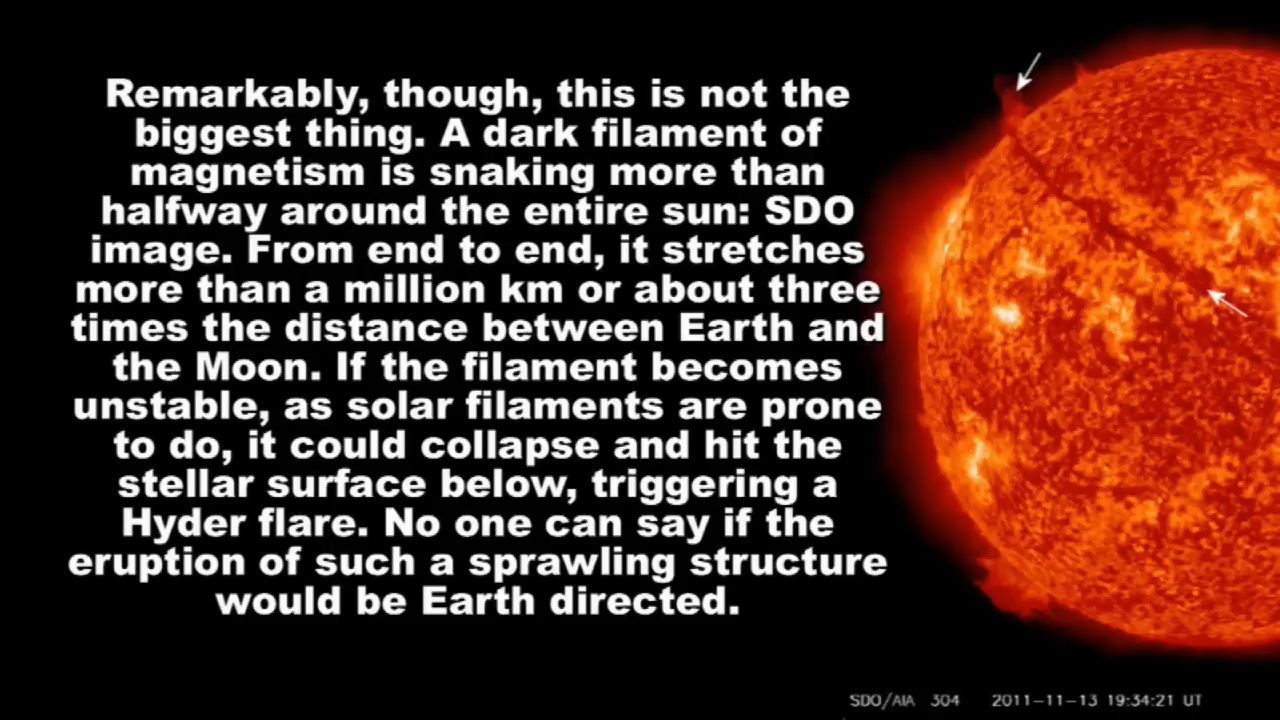 Remarkably, though, this is not the
biggest thing. A dark filament of
magnetism is snaking more than
halfway around the entire sun: SDO
image. From end to end, it stretches
more than a million km or about three
times the distance between Earth and
the Moon. If the filament becomes
unstable, as solar filaments are prone
to do, it could collapse and hit the
stellar surface below, triggering a
Hyder flare. No one can say if the
eruption of such a sprawling structure
would be Earth directed.
SDO/AIA 304 2011-11-13 19:34:21 UT